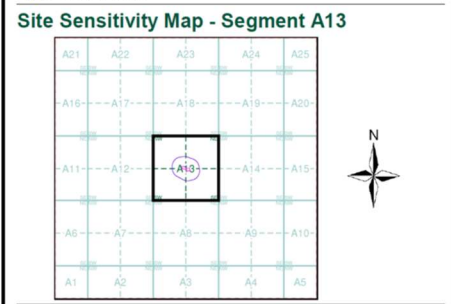 Site Sensitivity Map - Segment A13
A21 A22 A23 A24 A25
A16 A17 A18 A19 A20
N
A11 A12 A13 A14 A15
A6 A7 A8 A9 A10
A1 A2 A3 A4 A5